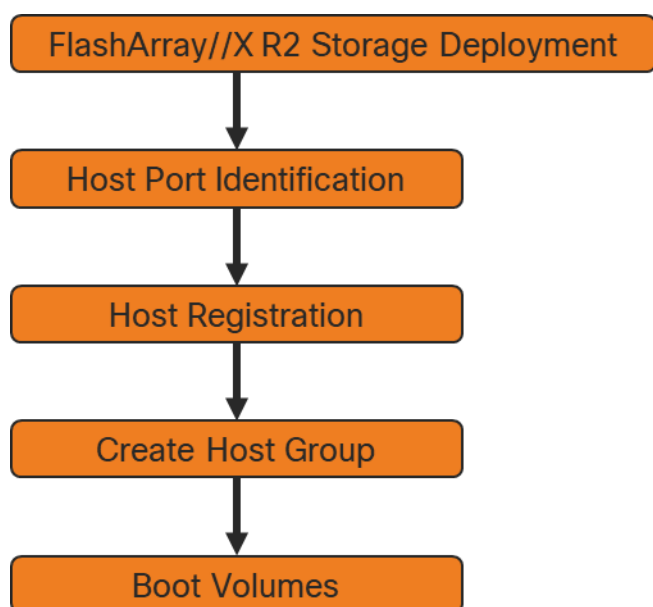 FlashArray//X R2 Storage Deployment
Host Port Identification
Host Registration
Create Host Group
Boot Volumes